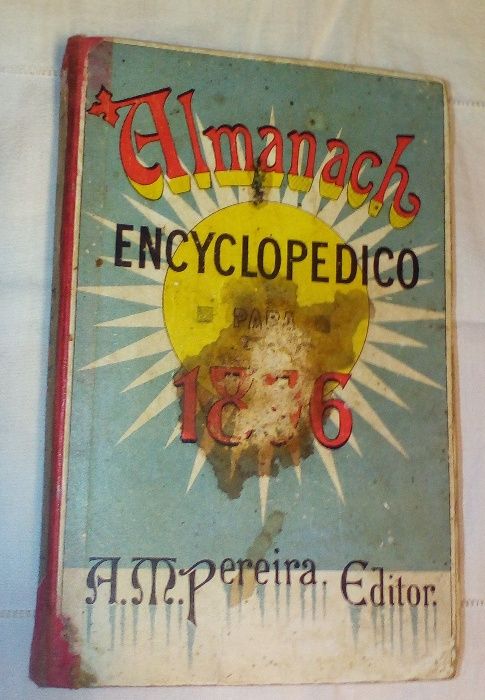 Almanach
ENCYCLOPEDICO
PARA
A.M. Pereira, Editor.